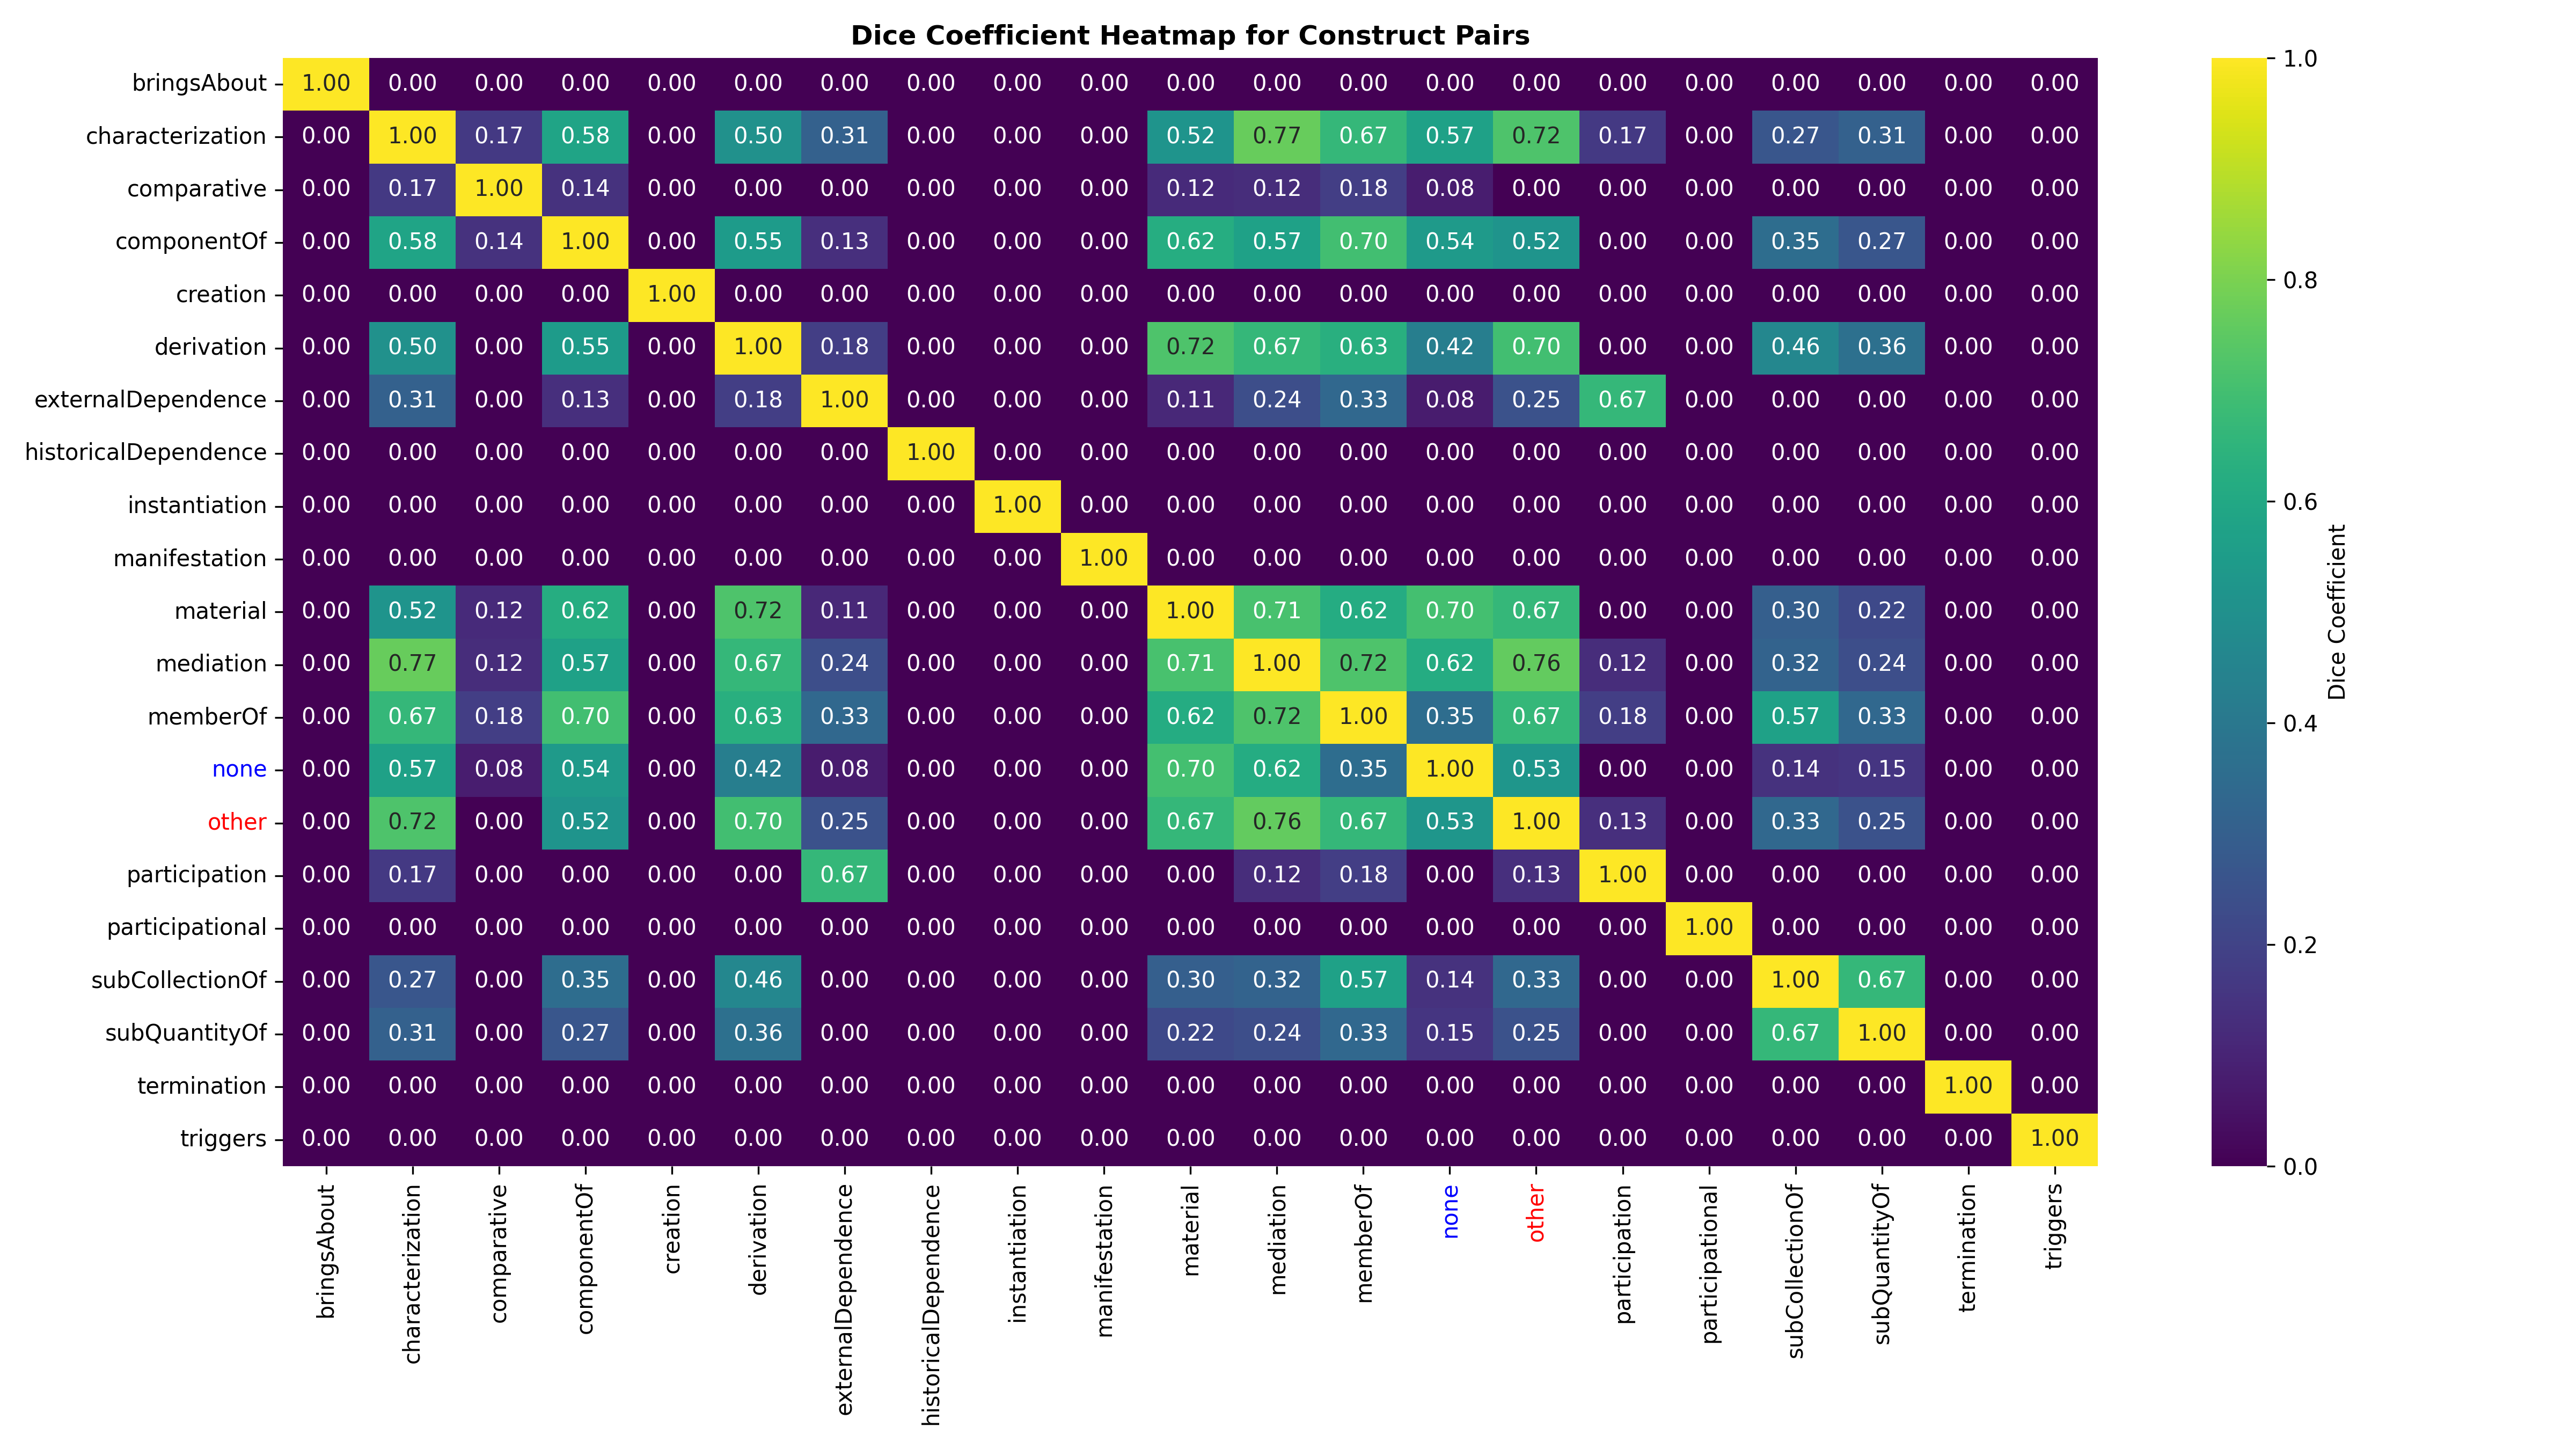 Dice Coefficient Heatmap for Construct Pairs
bringsAbout 1.00 0.00 0.00 0.00 0.00 0.00 0.00 0.00 0.00 0.00 0.00 0.00 0.00 0.00 0.00 0.00 0.00 0.00 0.00 0.00 0.00
characterization 0.00 1.00 0.17 0.58 0.00 0.50 0.31 0.00 0.00 0.00 0.52 0.77 0.67 0.57 0.72 0.17 0.00 0.27 0.31 0.00 0.00
comparative 0.00 0.17 1.00 0.14 0.00 0.00 0.00 0.00 0.00 0.00 0.12 0.12 0.18 0.08 0.00 0.00 0.00 0.00 0.00 0.00 0.00
componentOf 0.00 0.58 0.14 1.00 0.00 0.55 0.13 0.00 0.00 0.00 0.62 0.57 0.70 0.54 0.52 0.00 0.00 0.35 0.27 0.00 0.00
creation 0.00 0.00 0.00 0.00 1.00 0.00 0.00 0.00 0.00 0.00 0.00 0.00 0.00 0.00 0.00 0.00 0.00 0.00 0.00 0.00 0.00
derivation 0.00 0.50 0.00 0.55 0.00 1.00 0.18 0.00 0.00 0.00 0.72 0.67 0.63 0.42 0.70 0.00 0.00 0.46 0.36 0.00 0.00
externalDependence 0.00 0.31 0.00 0.13 0.00 0.18 1.00 0.00 0.00 0.00 0.11 0.24 0.33 0.08 0.25 0.67 0.00 0.00 0.00 0.00 0.00
historicalDependence 0.00 0.00 0.00 0.00 0.00 0.00 0.00 1.00 0.00 0.00 0.00 0.00 0.00 0.00 0.00 0.00 0.00 0.00 0.00 0.00 0.00
instantiation 0.00 0.00 0.00 0.00 0.00 0.00 0.00 0.00 1.00 0.00 0.00 0.00 0.00 0.00 0.00 0.00 0.00 0.00 0.00 0.00 0.00
manifestation 0.00 0.00 0.00 0.00 0.00 0.00 0.00 0.00 0.00 1.00 0.00 0.00 0.00 0.00 0.00 0.00 0.00 0.00 0.00 0.00 0.00
material 0.00 0.52 0.12 0.62 0.00 0.72 0.11 0.00 0.00 0.00 1.00 0.71 0.62 0.70 0.67 0.00 0.00 0.30 0.22 0.00 0.00
mediation 0.00 0.77 0.12 0.57 0.00 0.67 0.24 0.00 0.00 0.00 0.71 1.00 0.72 0.62 0.76 0.12 0.00 0.32 0.24 0.00 0.00
memberOf 0.00 0.67 0.18 0.70 0.00 0.63 0.33 0.00 0.00 0.00 0.62 0.72 1.00 0.35 0.67 0.18 0.00 0.57 0.33 0.00 0.00
none 0.00 0.57 0.08 0.54 0.00 0.42 0.08 0.00 0.00 0.00 0.70 0.62 0.35 1.00 0.53 0.00 0.00 0.14 0.15 0.00 0.00
other 0.00 0.72 0.00 0.52 0.00 0.70 0.25 0.00 0.00 0.00 0.67 0.76 0.67 0.53 1.00 0.13 0.00 0.33 0.25 0.00 0.00
participation 0.00 0.17 0.00 0.00 0.00 0.00 0.67 0.00 0.00 0.00 0.00 0.12 0.18 0.00 0.13 1.00 0.00 0.00 0.00 0.00 0.00
participational 0.00 0.00 0.00 0.00 0.00 0.00 0.00 0.00 0.00 0.00 0.00 0.00 0.00 0.00 0.00 0.00 1.00 0.00 0.00 0.00 0.00
subCollectionOf 0.00 0.27 0.00 0.35 0.00 0.46 0.00 0.00 0.00 0.00 0.30 0.32 0.57 0.14 0.33 0.00 0.00 1.00 0.67 0.00 0.00
subQuantityOf 0.00 0.31 0.00 0.27 0.00 0.36 0.00 0.00 0.00 0.00 0.22 0.24 0.33 0.15 0.25 0.00 0.00 0.67 1.00 0.00 0.00
termination 0.00 0.00 0.00 0.00 0.00 0.00 0.00 0.00 0.00 0.00 0.00 0.00 0.00 0.00 0.00 0.00 0.00 0.00 0.00 1.00 0.00
triggers 0.00 0.00 0.00 0.00 0.00 0.00 0.00 0.00 0.00 0.00 0.00 0.00 0.00 0.00 0.00 0.00 0.00 0.00 0.00 0.00 1.00
bringsAbout
characterization
comparative
componentOf
creation
derivation
externalDependence
historicalDependence
instantiation
manifestation
material
mediation
memberOf
none
other
participation
participational
subCollectionOf
subQuantityOf
termination
triggers
1.0
0.8
0.6
0.4
0.2
0.0
Dice Coefficient